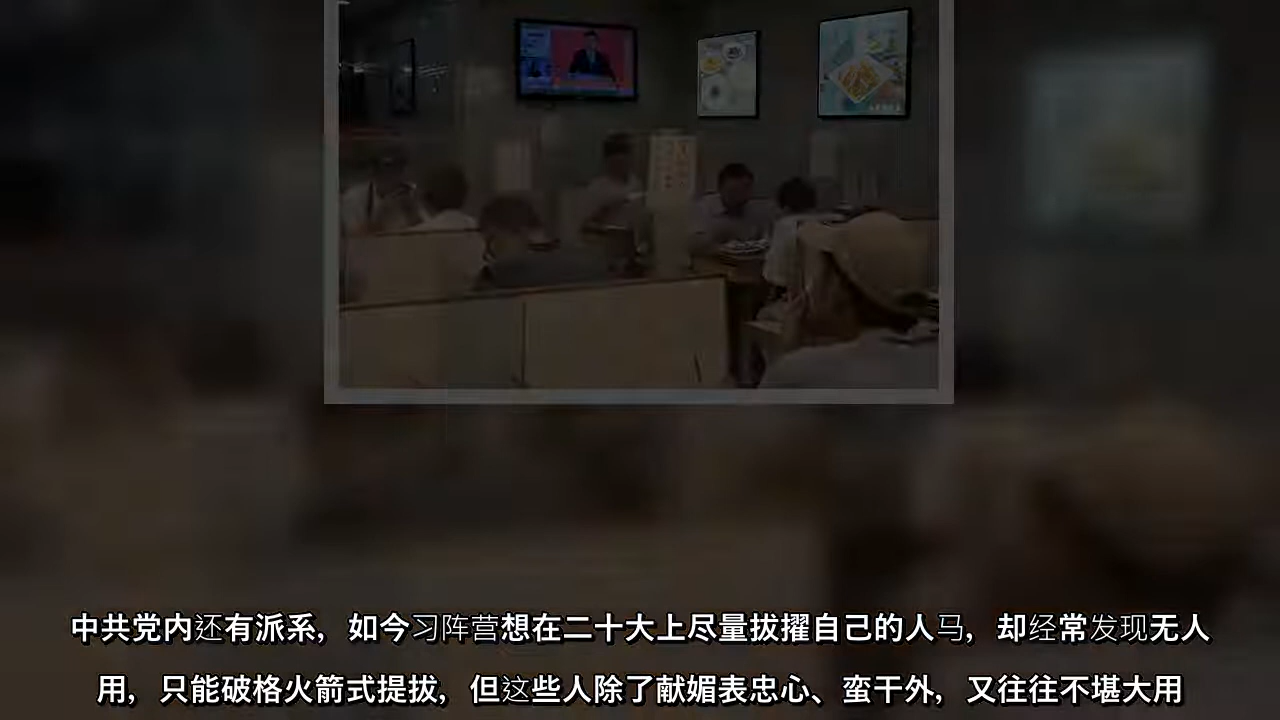 中共党内还有派系，如今习阵营想在二十大上尽量拔擢自己的人马，却经常发现无人
用，只能破格火箭式提拔，但这些人除了献媚表忠心、蛮干外，又往往不堪大用